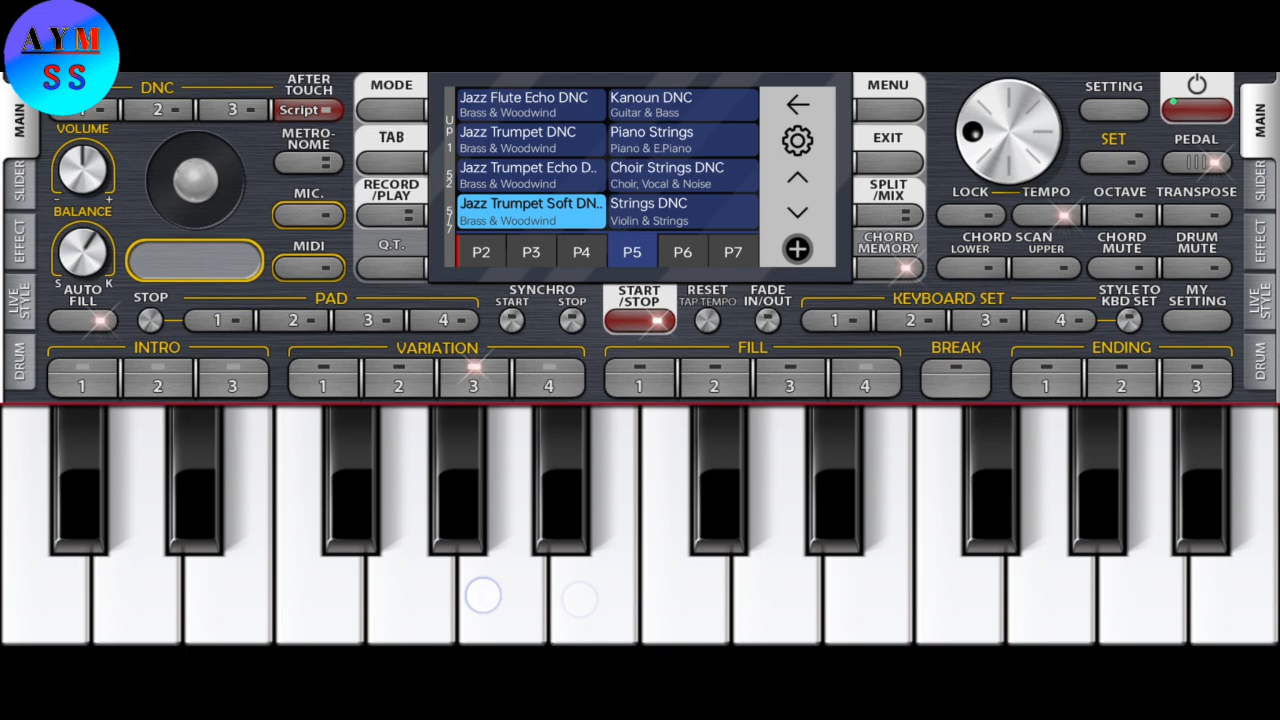 AYM
SS
MAIN
SLIDER
EFFECT
LIVE STYLE
DRUM
DNC
2
3
AFTER
TOUCH
Script
VOLUME
- +
METRO-
NOME
MIC.
BALANCE
S K
MIDI
MODE
TAB
RECORD
/PLAY
Q.T.
UP
1
52
5/7
Jazz Flute Echo DNC
Brass & Woodwind
Kanoun DNC
Guitar & Bass
Jazz Trumpet DNC
Brass & Woodwind
Piano Strings
Piano & E.Piano
Jazz Trumpet Echo D..
Brass & Woodwind
Choir Strings DNC
Choir, Vocal & Noise
Jazz Trumpet Soft DN..
Brass & Woodwind
Strings DNC
Violin & Strings
P2 P3 P4 P5 P6 P7
MENU
EXIT
SPLIT
/MIX
CHORD
MEMORY
SETTING
SET
PEDAL
LOCK TEMPO OCTAVE TRANSPOSE
CHORD SCAN
LOWER UPPER
CHORD
MUTE
DRUM
MUTE
MAIN
SLIDER
EFFECT
LIVE STYLE
DRUM
AUTO
FILL
STOP
PAD
1 2 3 4
SYNCHRO
START STOP
START
/STOP
RESET
TAP TEMPO
FADE
IN/OUT
KEYBOARD SET
1 2 3 4
STYLE TO
KBD SET
MY
SETTING
INTRO
1 2 3
VARIATION
1 2 3 4
FILL
1 2 3 4
BREAK
ENDING
1 2 3